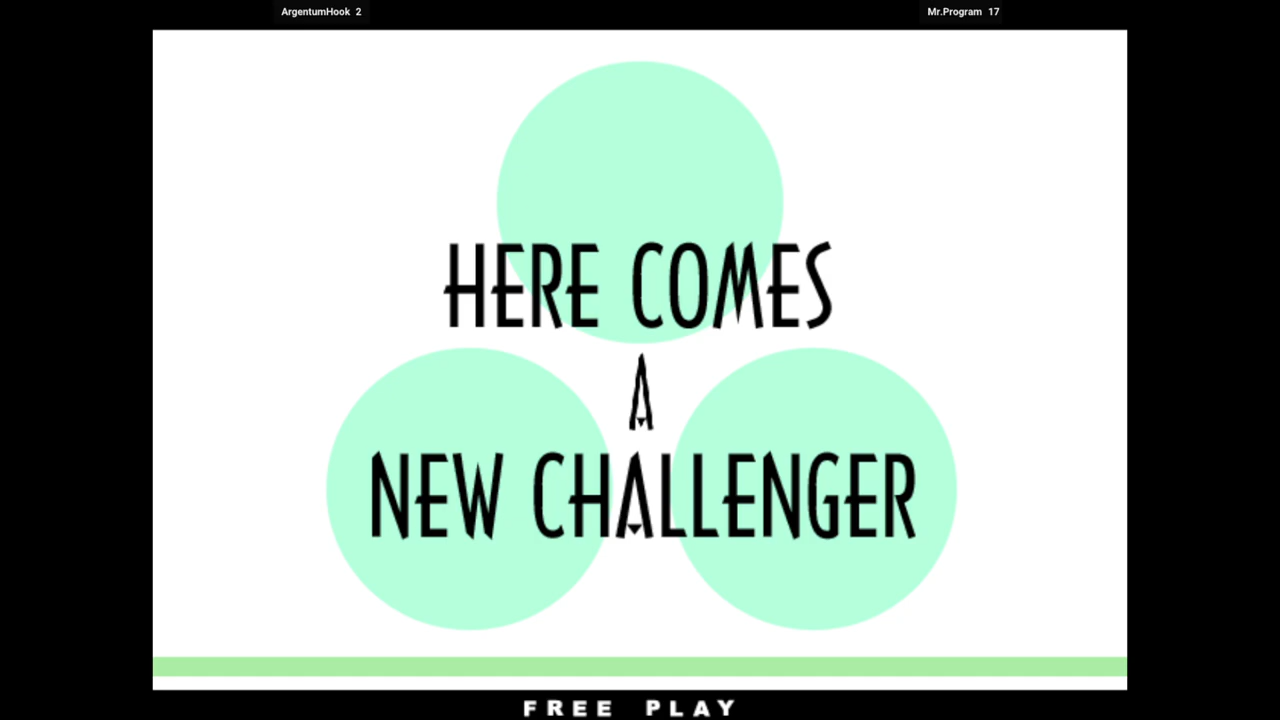 ArgentumHook 2
Mr.Program 17
HERE COMES
A
NEW CHALLENGER
FREE PLAY